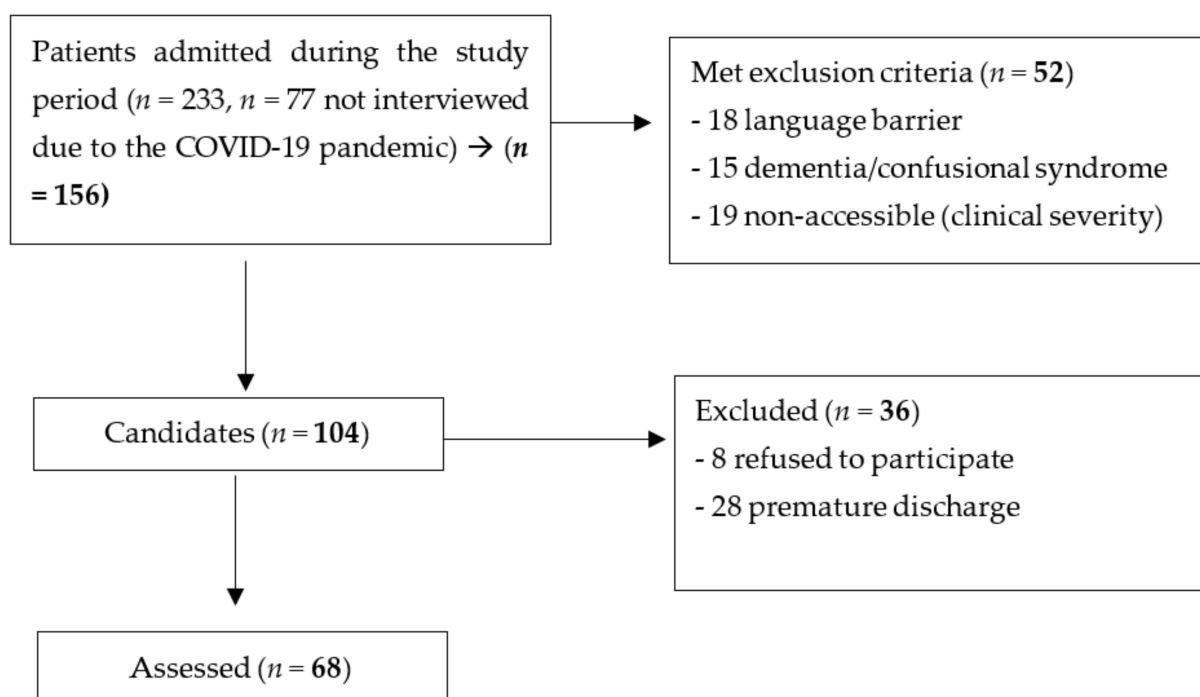 Patients admitted during the study
period (n = 233, n = 77 not interviewed
due to the COVID-19 pandemic) → (n
= 156)
Met exclusion criteria (n = 52)
- 18 language barrier
- 15 dementia/confusional syndrome
- 19 non-accessible (clinical severity)
Candidates (n = 104)
Excluded (n = 36)
- 8 refused to participate
- 28 premature discharge
Assessed (n = 68)